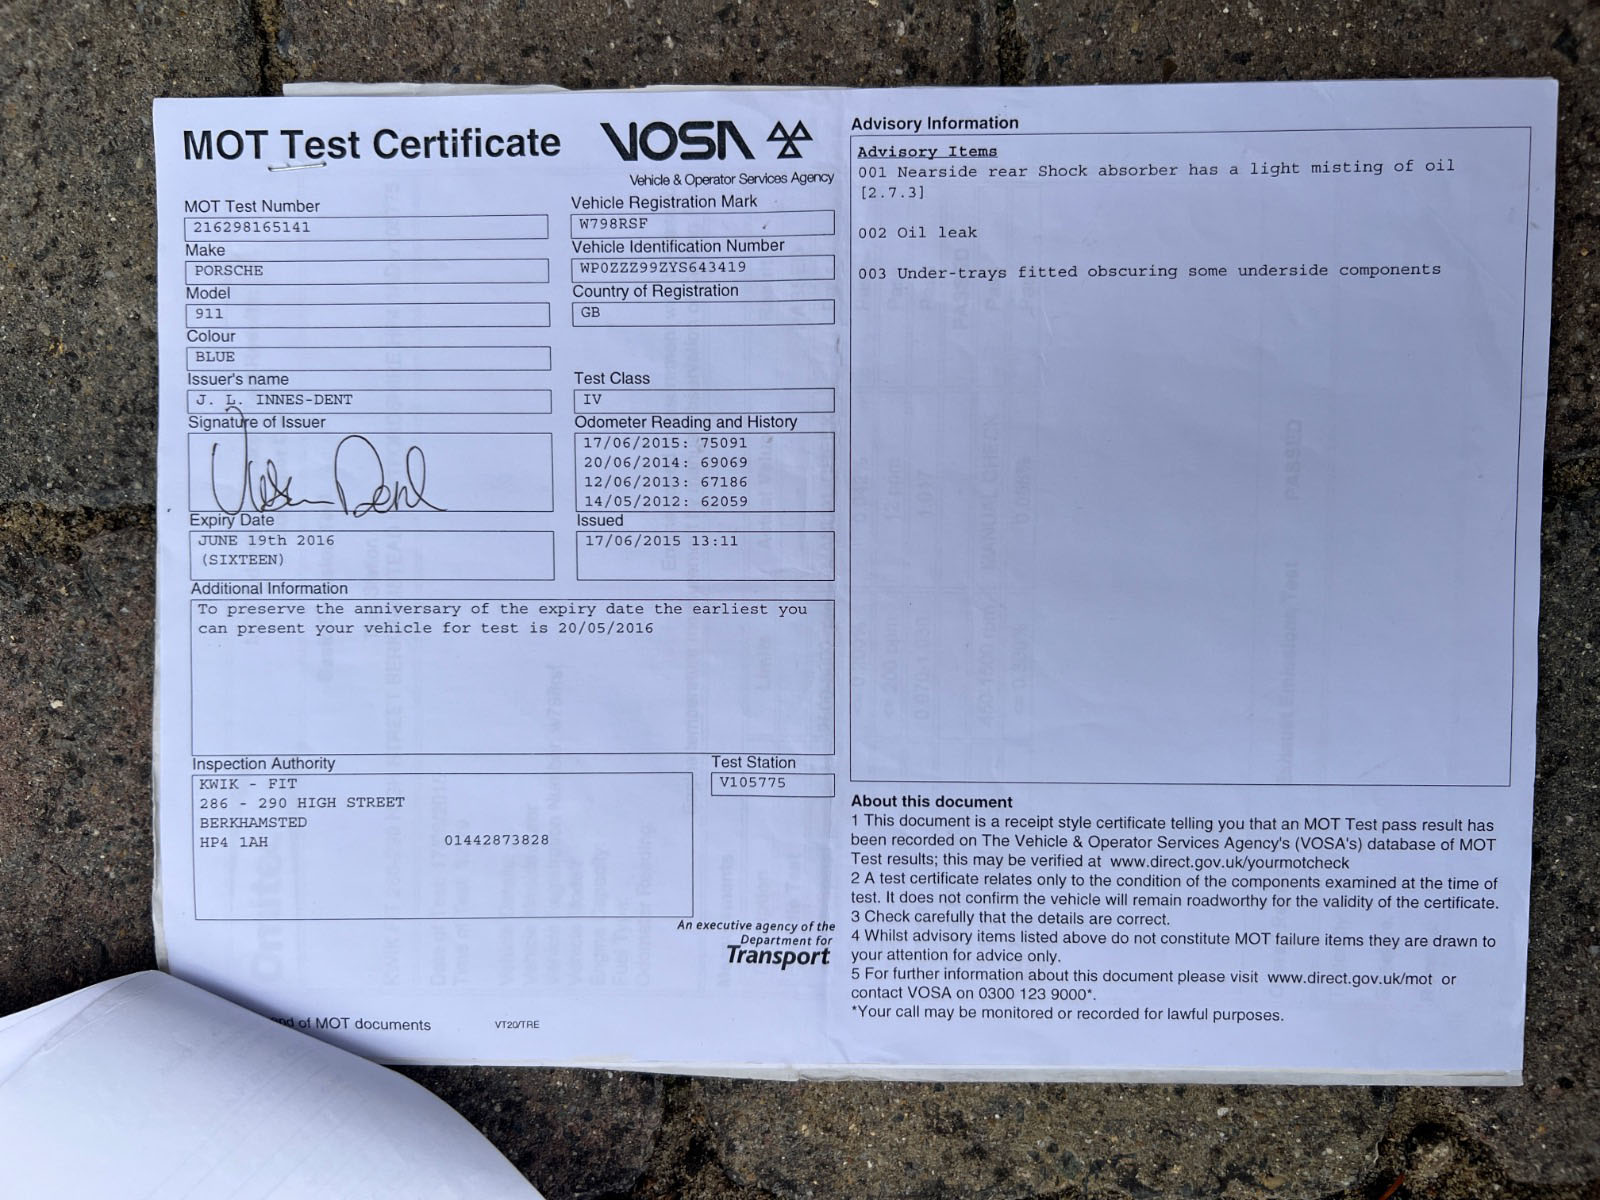 MOT Test Certificate
VOSA
Vehicle & Operator Services Agency
MOT Test Number
216298165141
Make
PORSCHE
Model
911
Colour
BLUE
Issuer's name
J. L. INNES-DENT
Signature of Issuer
Expiry Date
JUNE 19th 2016
(SIXTEEN)
Vehicle Registration Mark
W798RSF
Vehicle Identification Number
WP0ZZZ99ZYS643419
Country of Registration
GB
Test Class
IV
Odometer Reading and History
17/06/2015: 75091
20/06/2014: 69069
12/06/2013: 67186
14/05/2012: 62059
Issued
17/06/2015 13:11
Additional Information
To preserve the anniversary of the expiry date the earliest you
can present your vehicle for test is 20/05/2016
Inspection Authority
KWIK - FIT
286 - 290 HIGH STREET
BERKHAMSTED
HP4 1AH 01442873828
Test Station
V105775
An executive agency of the
Department for
Transport
of MOT documents
VT20/TRE
Advisory Information
Advisory Items
001 Nearside rear Shock absorber has a light misting of oil
[2.7.3]
002 Oil leak
003 Under-trays fitted obscuring some underside components
About this document
1 This document is a receipt style certificate telling you that an MOT Test pass result has
been recorded on The Vehicle & Operator Services Agency's (VOSA's) database of MOT
Test results; this may be verified at www.direct.gov.uk/yourmotcheck
2 A test certificate relates only to the condition of the components examined at the time of
test. It does not confirm the vehicle will remain roadworthy for the validity of the certificate.
3 Check carefully that the details are correct.
4 Whilst advisory items listed above do not constitute MOT failure items they are drawn to
your attention for advice only.
5 For further information about this document please visit www.direct.gov.uk/mot or
contact VOSA on 0300 123 9000*.
*Your call may be monitored or recorded for lawful purposes.